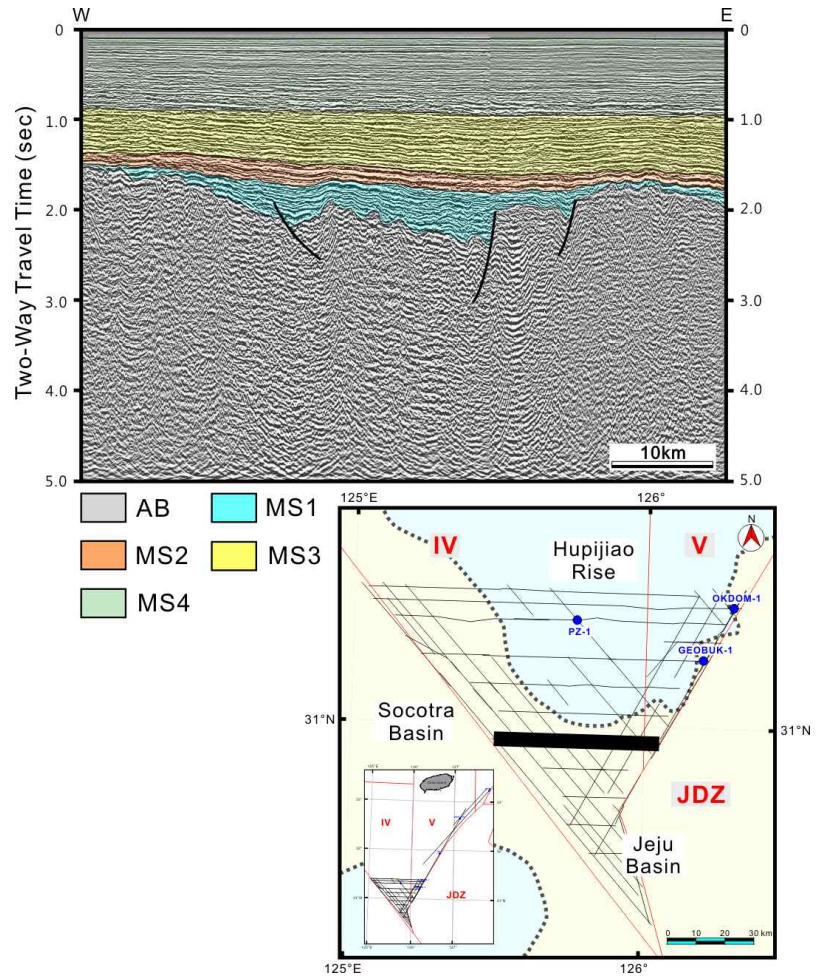 W
E
0
0
1.0
1.0
2.0
2.0
3.0
3.0
4.0
4.0
5.0
5.0
Two-Way Travel Time (sec)
10km
AB
MS1
MS2
MS3
MS4
125°E
126°
IV
V
N
Hupijiao
Rise
OKDOM-1
PZ-1
GEOBUK-1
31°N
31°N
Socotra
Basin
JDZ
Jeju
Basin
IV
V
JDZ
0 10 20 30 km
125°E
126°